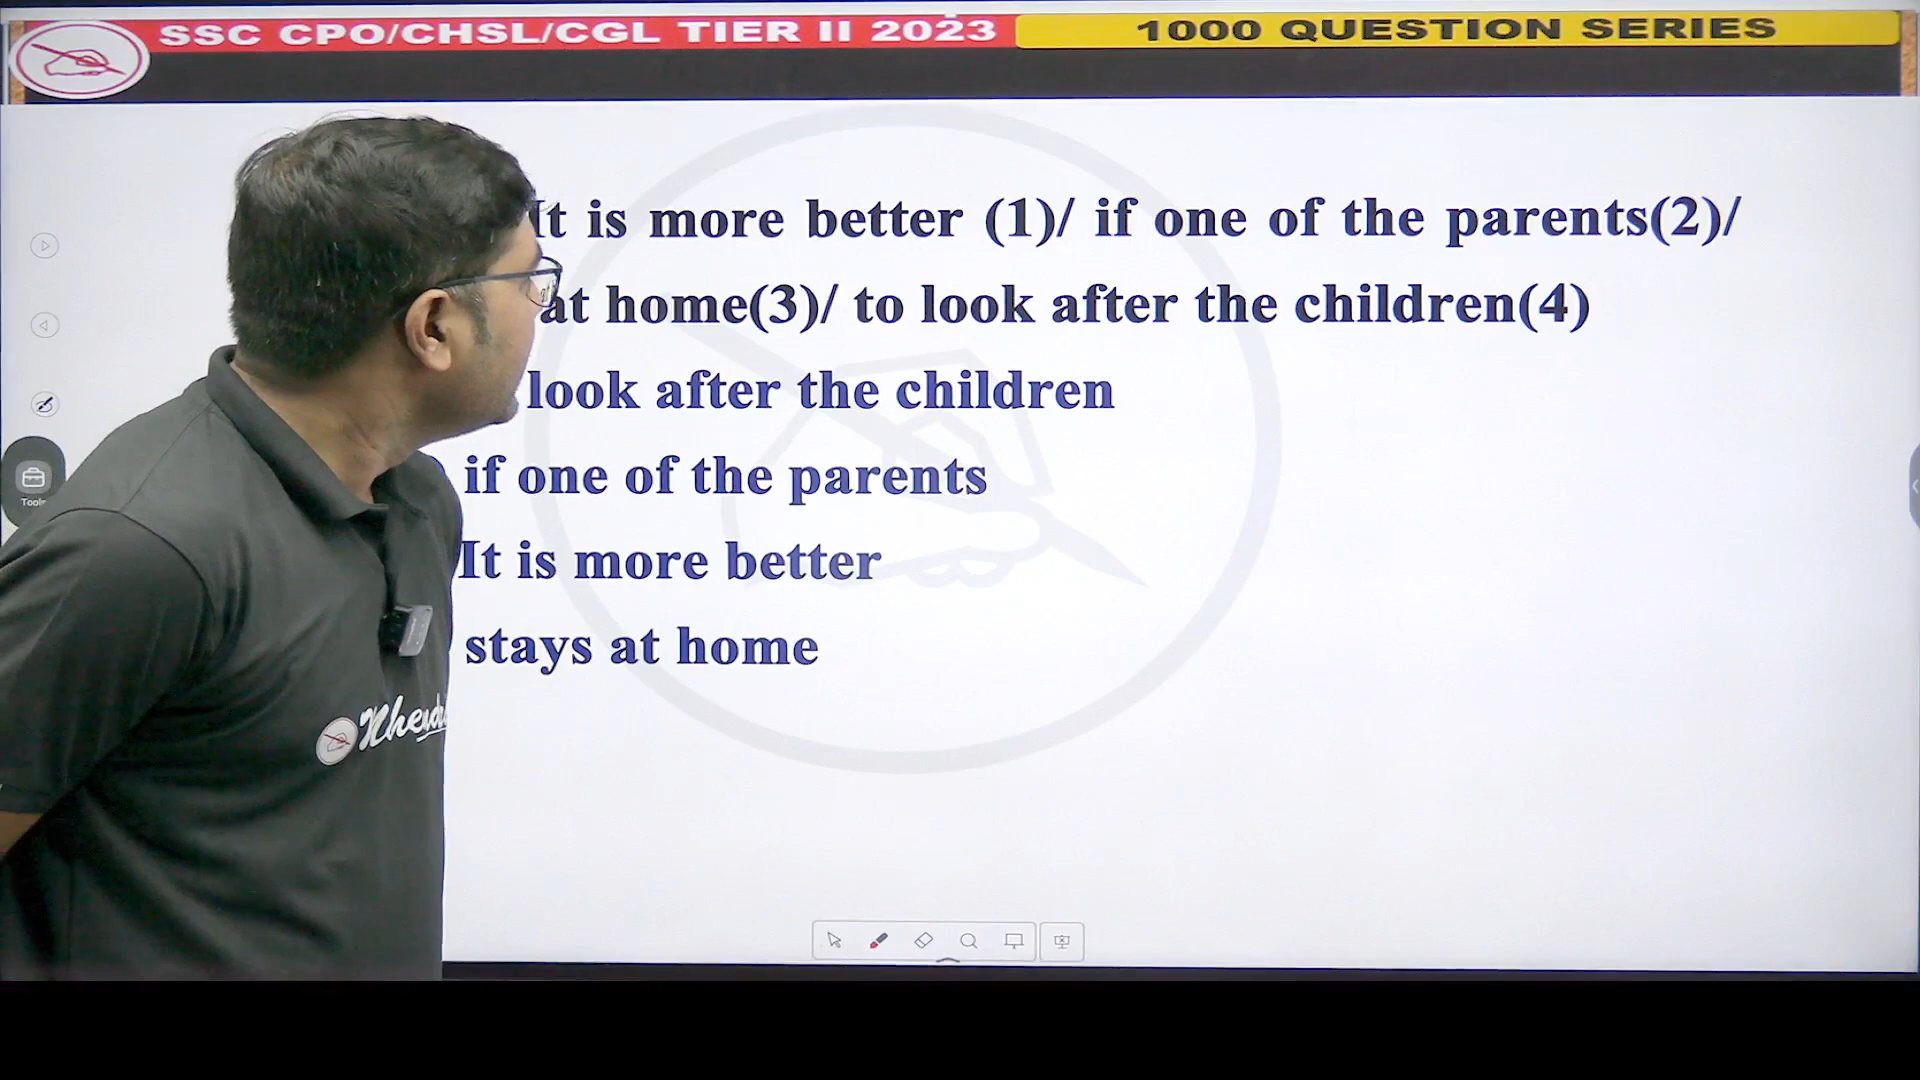 SSC CPO/CHSL/CGL TIER II 2023
1000 QUESTION SERIES
It is more better (1)/ if one of the parents(2)/
at home(3)/ to look after the children(4)
look after the children
if one of the parents
It is more better
stays at home
Tools